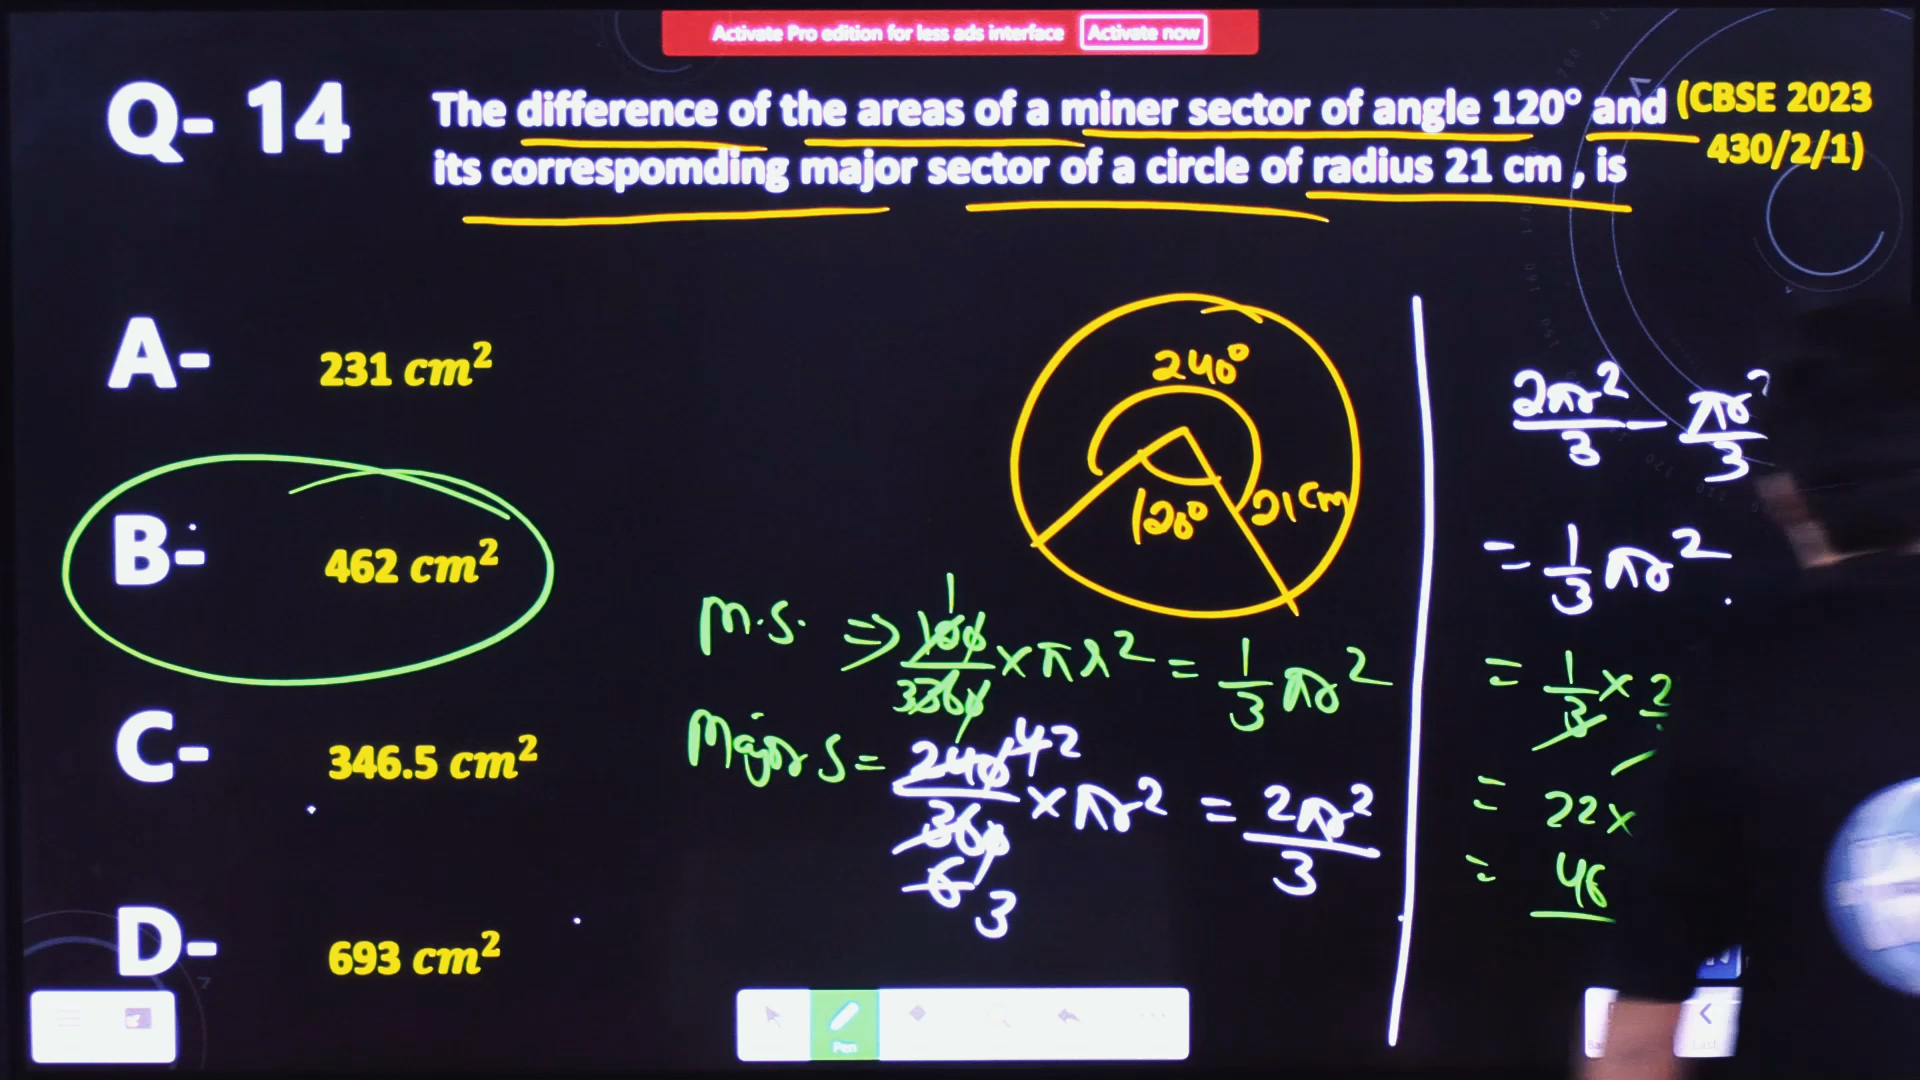 Activate Pro edition for less ads interface Activate now
Q- 14
The difference of the areas of a miner sector of angle 120° and
its correspomding major sector of a circle of radius 21 cm , is
(CBSE 2023
430/2/1)
A- 231 cm²
B- 462 cm²
C- 346.5 cm²
D- 693 cm²
240°
120°
21cm
M.S. ⇒ × πr² = 1/3 πr²
Major S = 240/360 × πr² = 2πr²/3
2πr²/3 - πr²/3
= 1/3 πr²
= 1/3 ×
= 22×
= 46
Pen
Last